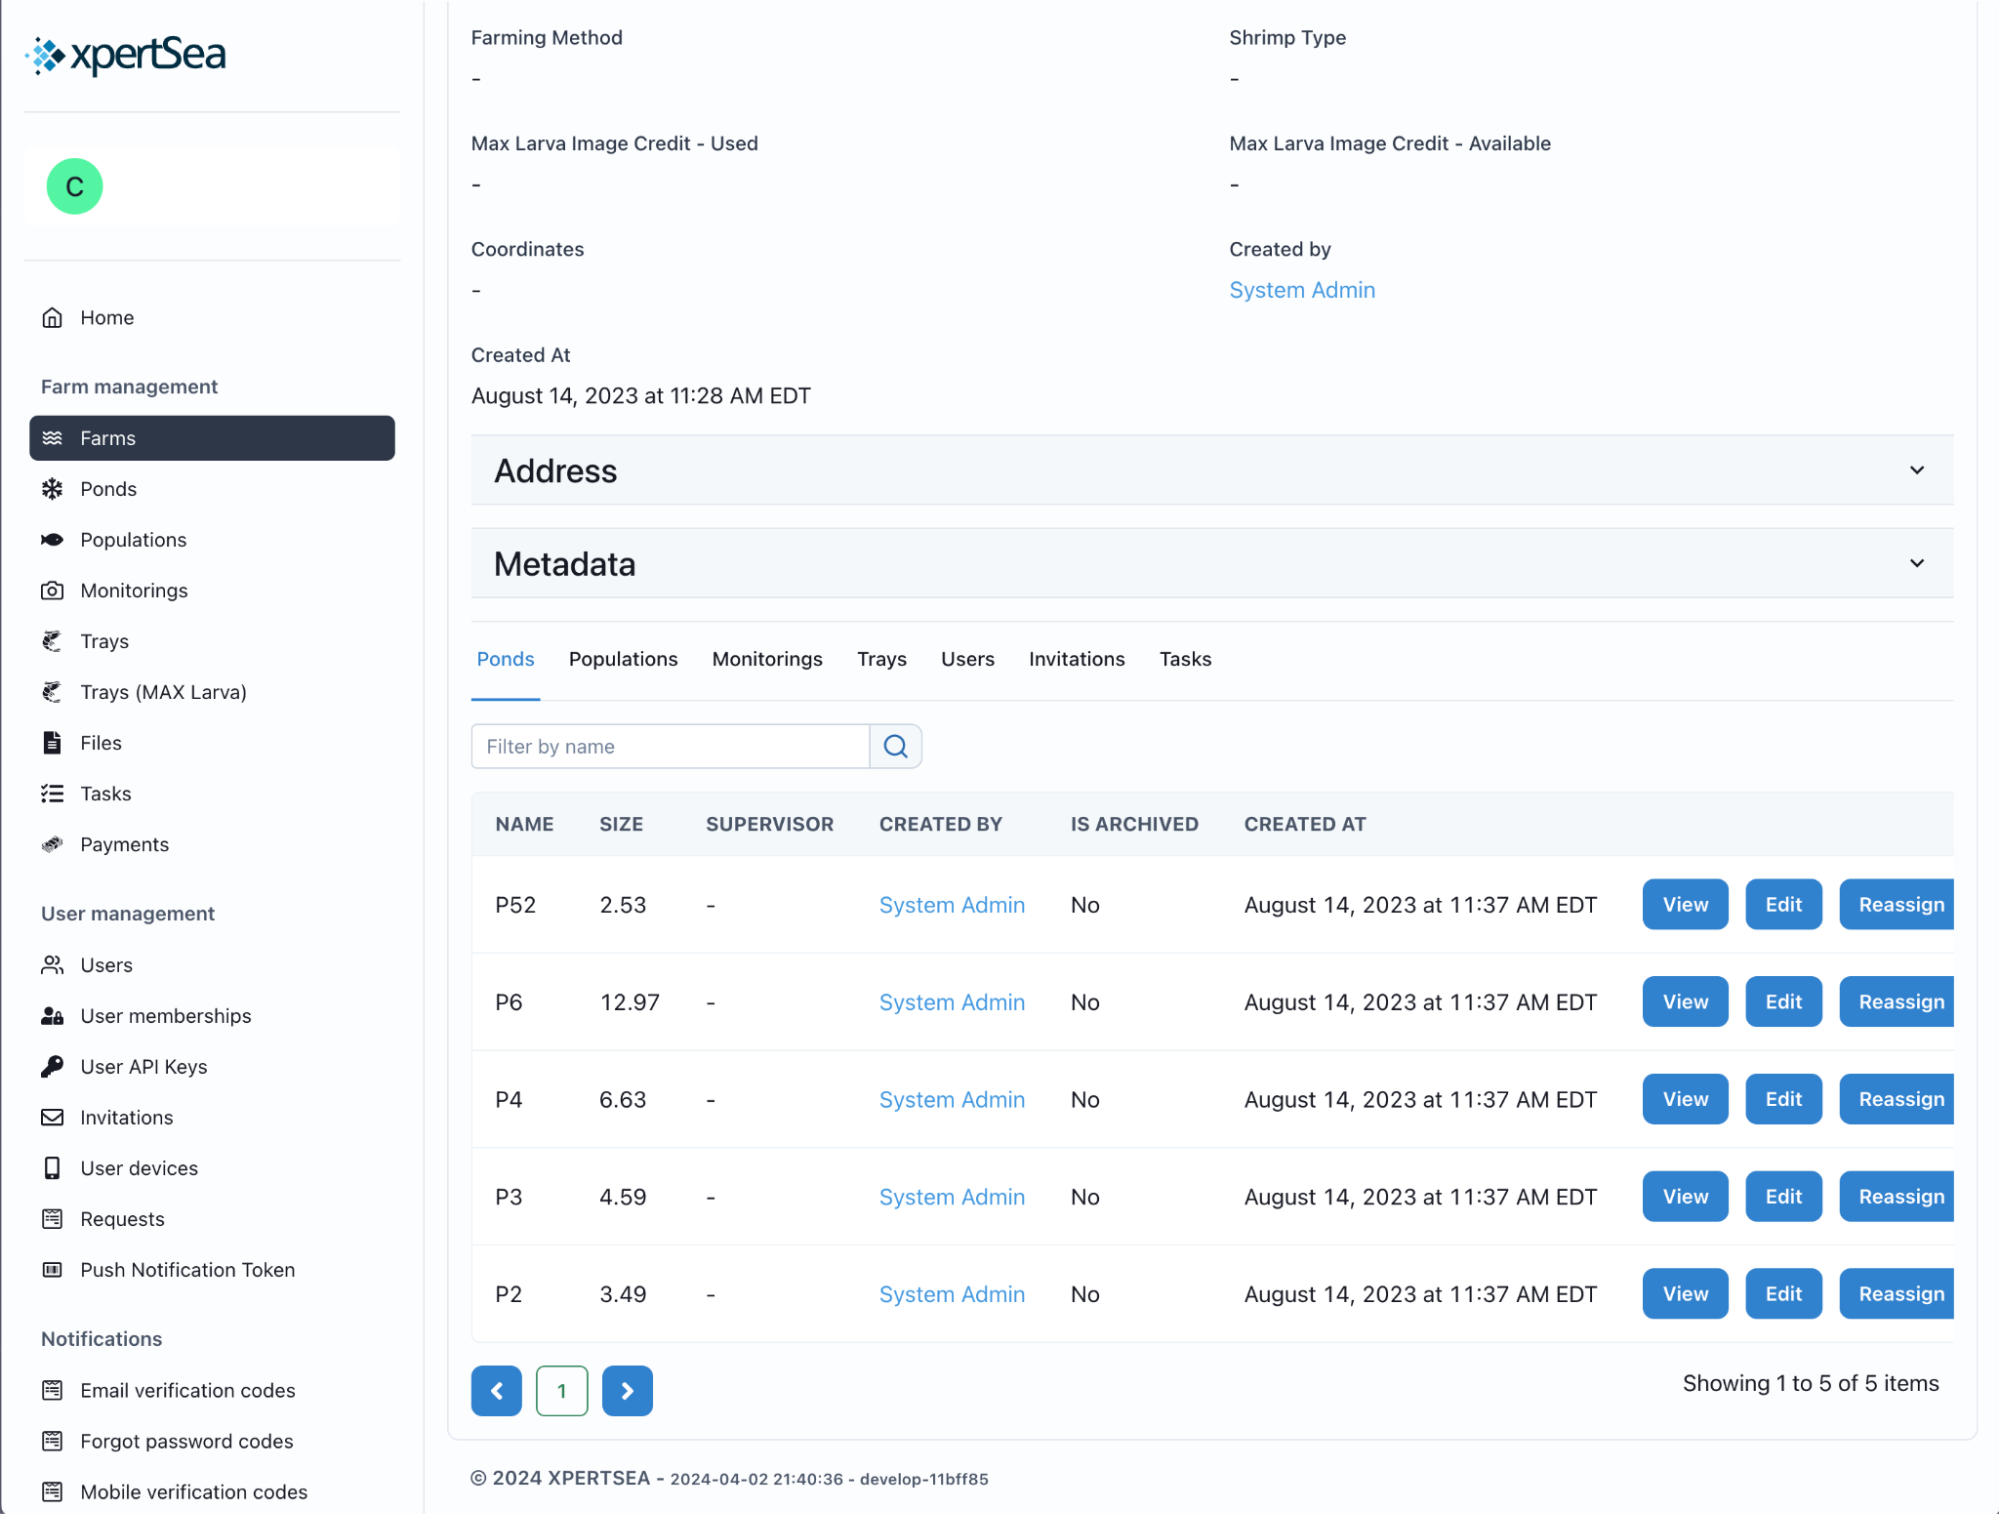 xpertSea
C
Home
Farm management
Farms
Ponds
Populations
Monitorings
Trays
Trays (MAX Larva)
Files
Tasks
Payments
User management
Users
User memberships
User API Keys
Invitations
User devices
Requests
Push Notification Token
Notifications
Email verification codes
Forgot password codes
Mobile verification codes
Farming Method
-
Shrimp Type
-
Max Larva Image Credit - Used
-
Max Larva Image Credit - Available
-
Coordinates
-
Created by
System Admin
Created At
August 14, 2023 at 11:28 AM EDT
Address
Metadata
Ponds Populations Monitorings Trays Users Invitations Tasks
Filter by name
NAME SIZE SUPERVISOR CREATED BY IS ARCHIVED CREATED AT
P52 2.53 - System Admin No August 14, 2023 at 11:37 AM EDT View Edit Reassign
P6 12.97 - System Admin No August 14, 2023 at 11:37 AM EDT View Edit Reassign
P4 6.63 - System Admin No August 14, 2023 at 11:37 AM EDT View Edit Reassign
P3 4.59 - System Admin No August 14, 2023 at 11:37 AM EDT View Edit Reassign
P2 3.49 - System Admin No August 14, 2023 at 11:37 AM EDT View Edit Reassign
1
Showing 1 to 5 of 5 items
© 2024 XPERTSEA - 2024-04-02 21:40:36 - develop-11bff85